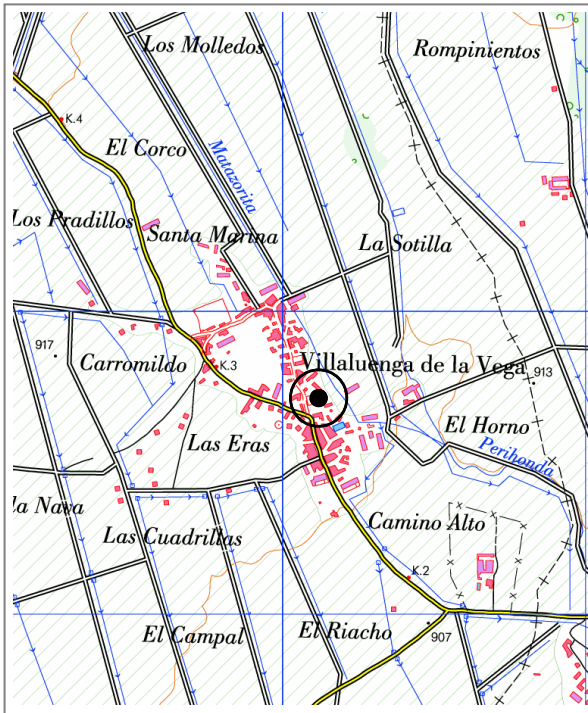 Los Molledos
Rompinientos
K.4
El Corco
Matazorita
Los Pradillos
Santa Marina
La Sotilla
917
Carromildo
K.3
Villaluenga de la Vega
913
El Horno
Las Eras
Perihonda
la Nava
Las Cuadrillas
Camino Alto
K.2
El Campal
El Riacho
907